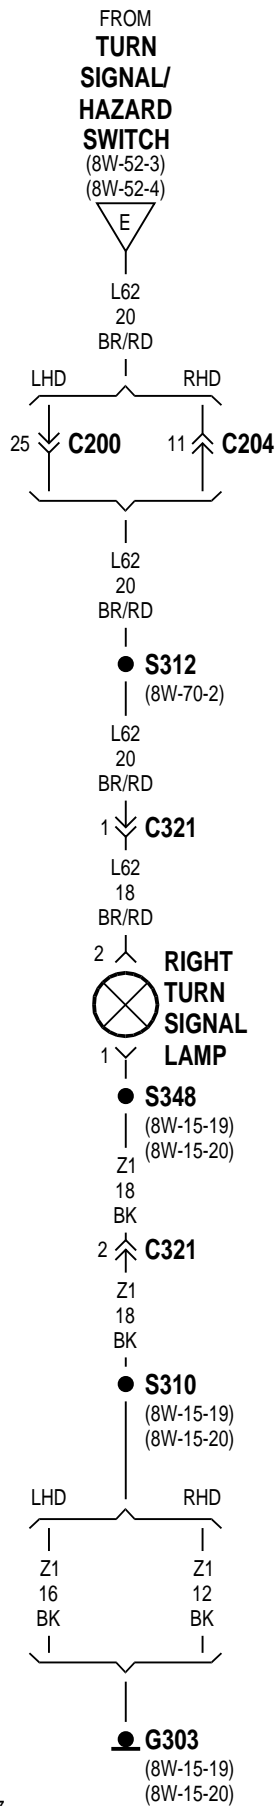 FROM
TURN
SIGNAL/
HAZARD
SWITCH
(8W-52-3)
(8W-52-4)
E
L62
20
BR/RD
LHD RHD
25 C200 11 C204
L62
20
BR/RD
S312
(8W-70-2)
L62
20
BR/RD
1 C321
L62
18
BR/RD
2 RIGHT
TURN
SIGNAL
1 LAMP
S348
(8W-15-19)
(8W-15-20)
Z1
18
BK
2 C321
Z1
18
BK
S310
(8W-15-19)
(8W-15-20)
LHD RHD
Z1 Z1
16 12
BK BK
G303
(8W-15-19)
(8W-15-20)